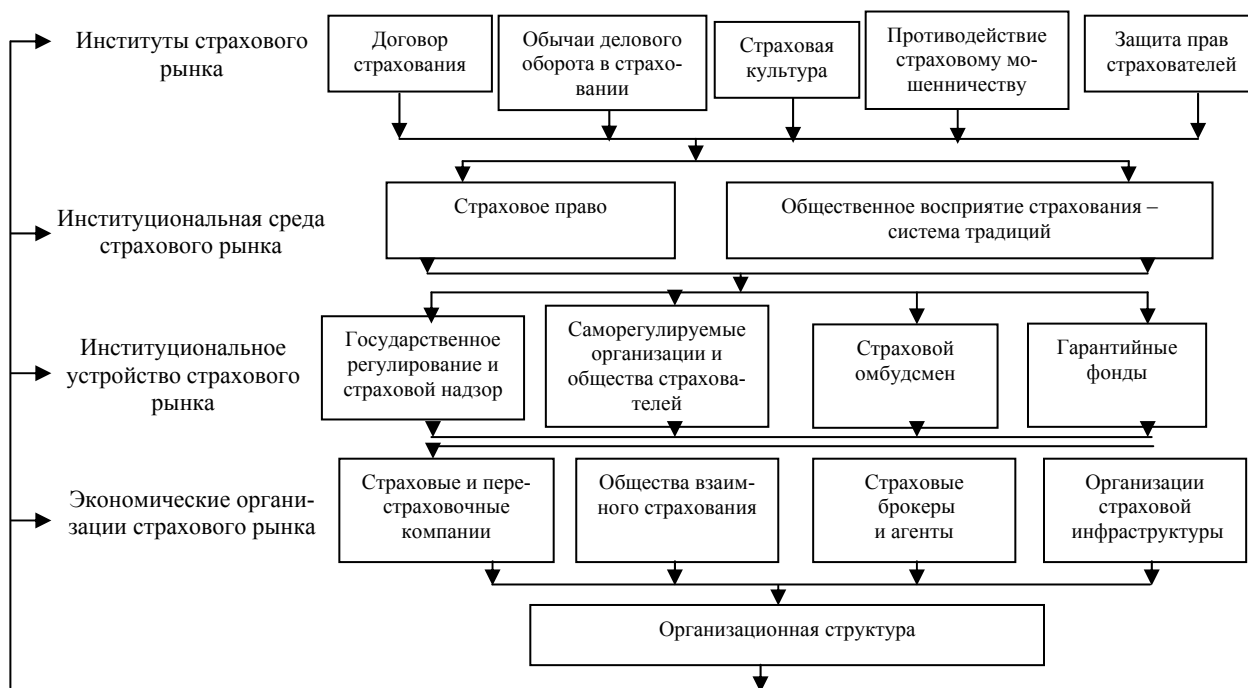 Институты страхового
рынка
Договор
страхования
Обычаи делового
оборота в страхо-
вании
Страховая
культура
Противодействие
страховому мо-
шенничеству
Защита прав
страхователей
Институциональная среда
страхового рынка
Страховое право
Общественное восприятие страхования –
система традиций
Институциональное
устройство страхового
рынка
Государственное
регулирование и
страховой надзор
Саморегулируемые
организации и
общества страхова-
телей
Страховой
омбудсмен
Гарантийные
фонды
Экономические органи-
зации страхового рынка
Страховые и пере-
страховочные
компании
Общества взаим-
ного страхования
Страховые
брокеры
и агенты
Организации
страховой
инфраструктуры
Организационная структура